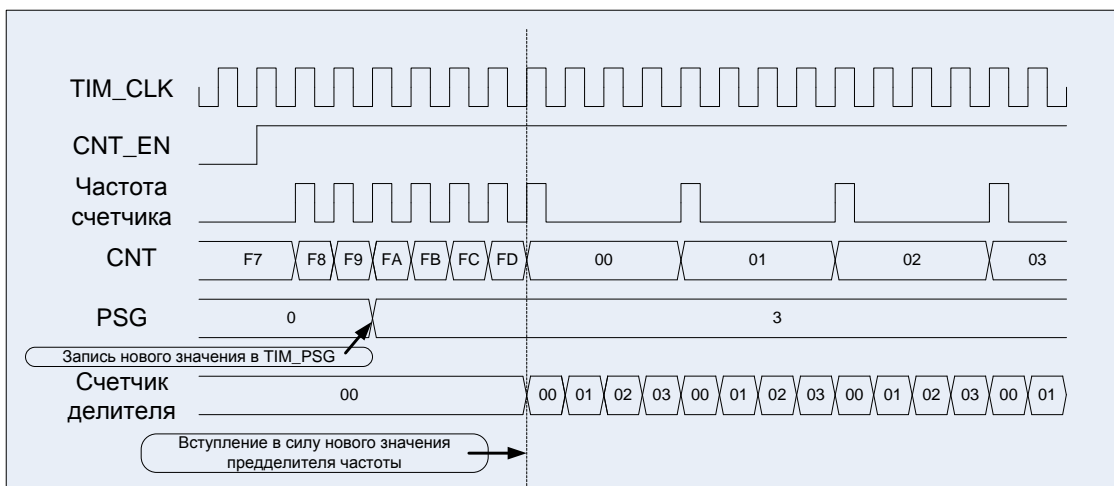 TIM_CLK
CNT_EN
Частота
счетчика
CNT
F7 F8 F9 FA FB FC FD 00 01 02 03
PSG
0 3
Запись нового значения в TIM_PSG
Счетчик
делителя
00 00 01 02 03 00 01 02 03 00 01 02 03 00 01
Вступление в силу нового значения
предделителя частоты